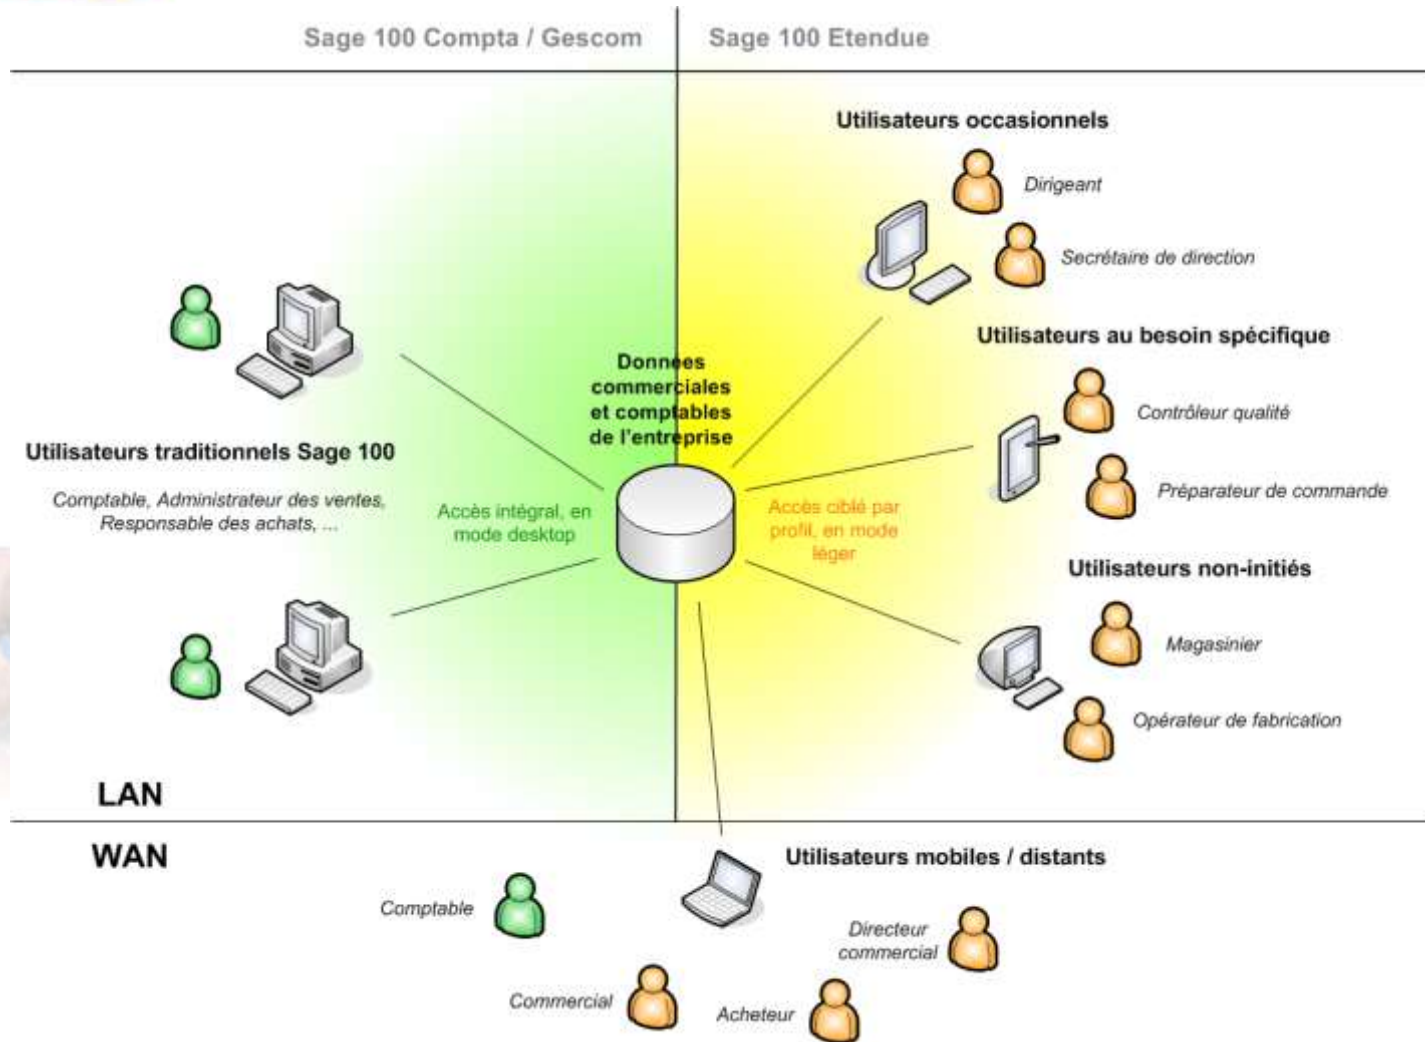 Sage 100 Compta / Gescom
Sage 100 Etendue
Utilisateurs occasionnels
Dirigeant
Secrétaire de direction
Utilisateurs au besoin spécifique
Contrôleur qualité
Préparateur de commande
Utilisateurs non-initiés
Magasinier
Opérateur de fabrication
Donnees
commerciales
et comptables
de l'entreprise
Utilisateurs traditionnels Sage 100
Comptable, Administrateur des ventes,
Responsable des achats, ...
Accès intégral, en
mode desktop
Accès ciblé par
profil, en mode
léger
LAN
WAN
Utilisateurs mobiles / distants
Comptable
Directeur
commercial
Commercial
Acheteur